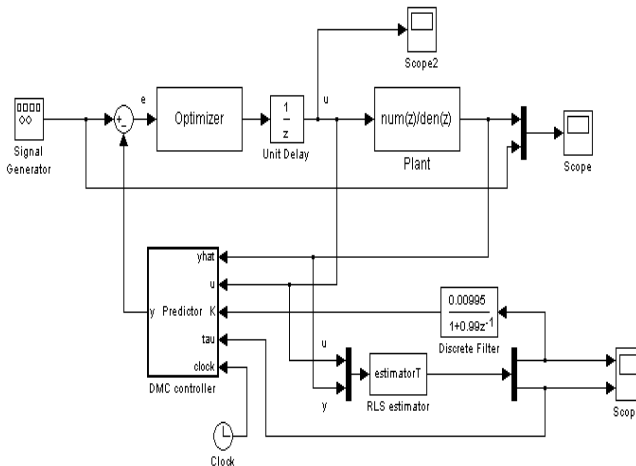 Scope2
e
u
+
-
Optimizer
1
z
num(z)/den(z)
Unit Delay
Plant
Signal
Generator
Scope
yhat
u
y Predictor K
tau
clock
DMC controller
0.00995
1+0.99z-1
Discrete Filter
u
estimatorT
y
RLS estimator
Scop
Clock